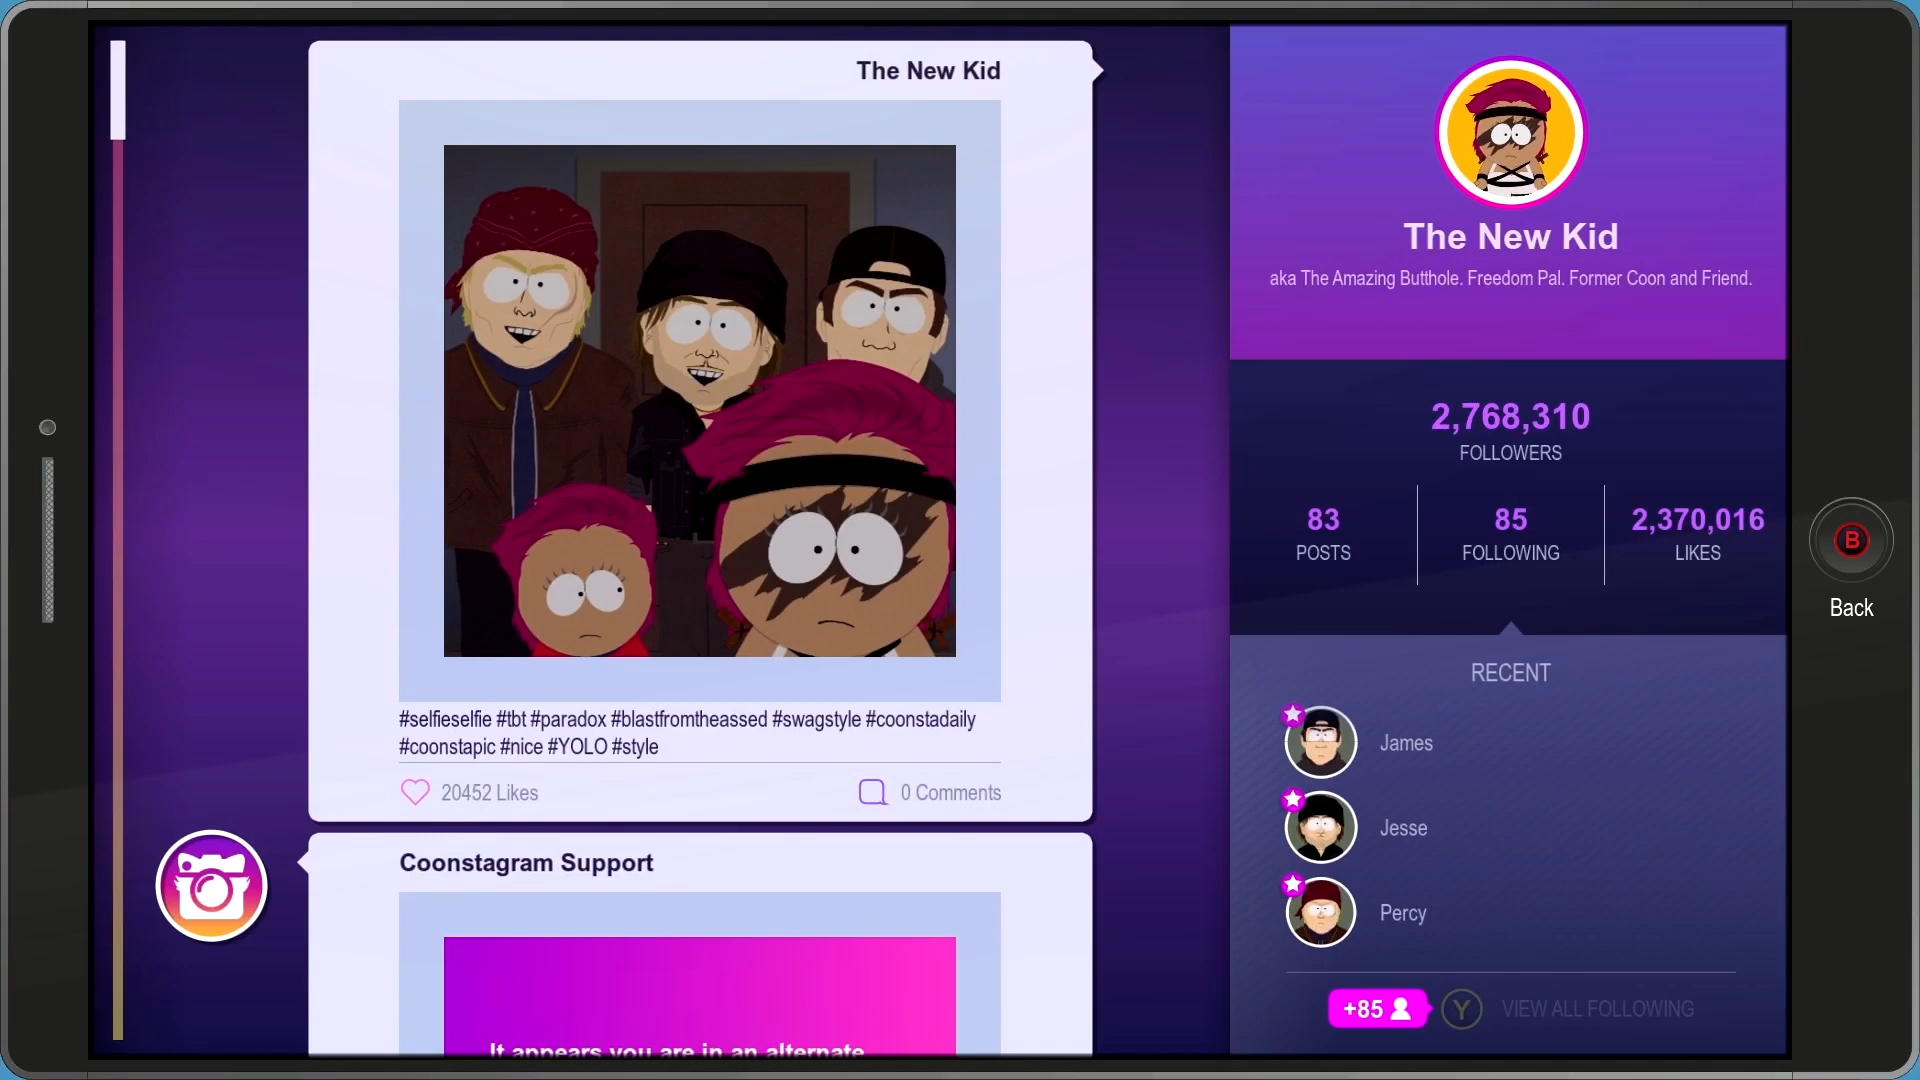 The New Kid
#selfieselfie #tbt #paradox #blastfromtheassed #swagstyle #coonstadaily
#coonstapic #nice #YOLO #style
20452 Likes
0 Comments
Coonstagram Support
It appears you are in an alternate
The New Kid
aka The Amazing Butthole. Freedom Pal. Former Coon and Friend.
2,768,310
FOLLOWERS
83
POSTS
85
FOLLOWING
2,370,016
LIKES
RECENT
James
Jesse
Percy
+85
Y VIEW ALL FOLLOWING
B
Back